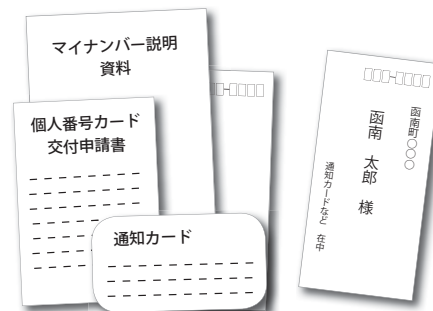 マイナンバー説明
資料
個人番号カード
交付申請書
通知カード
函南町〇〇〇
函南 太郎 様
通知カードなど 在中